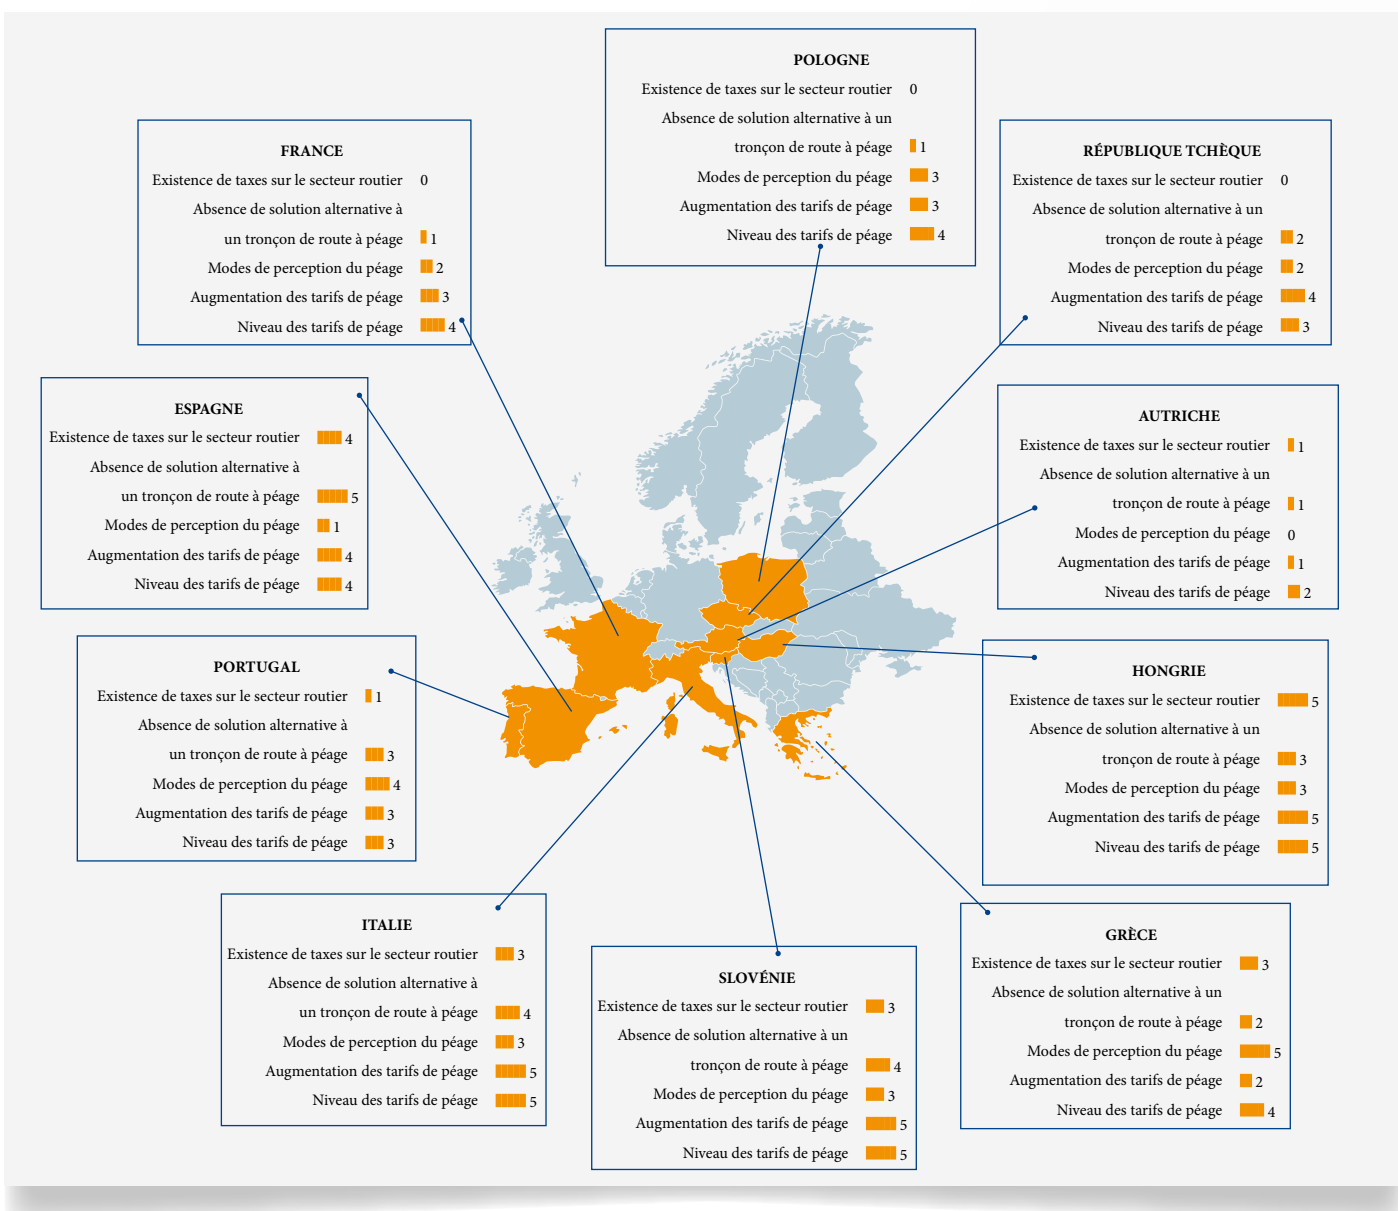 POLOGNE
Existence de taxes sur le secteur routier 0
Absence de solution alternative à un
tronçon de route à péage 1
Modes de perception du péage 3
Augmentation des tarifs de péage 3
Niveau des tarifs de péage 4
FRANCE
Existence de taxes sur le secteur routier 0
Absence de solution alternative à
un tronçon de route à péage 1
Modes de perception du péage 2
Augmentation des tarifs de péage 3
Niveau des tarifs de péage 4
RÉPUBLIQUE TCHÈQUE
Existence de taxes sur le secteur routier 0
Absence de solution alternative à un
tronçon de route à péage 2
Modes de perception du péage 2
Augmentation des tarifs de péage 4
Niveau des tarifs de péage 3
ESPAGNE
Existence de taxes sur le secteur routier 4
Absence de solution alternative à
un tronçon de route à péage 5
Modes de perception du péage 1
Augmentation des tarifs de péage 4
Niveau des tarifs de péage 4
AUTRICHE
Existence de taxes sur le secteur routier 1
Absence de solution alternative à un
tronçon de route à péage 1
Modes de perception du péage 0
Augmentation des tarifs de péage 1
Niveau des tarifs de péage 2
PORTUGAL
Existence de taxes sur le secteur routier 1
Absence de solution alternative à
un tronçon de route à péage 3
Modes de perception du péage 4
Augmentation des tarifs de péage 3
Niveau des tarifs de péage 3
HONGRIE
Existence de taxes sur le secteur routier 5
Absence de solution alternative à un
tronçon de route à péage 3
Modes de perception du péage 3
Augmentation des tarifs de péage 5
Niveau des tarifs de péage 5
ITALIE
Existence de taxes sur le secteur routier 3
Absence de solution alternative à
un tronçon de route à péage 4
Modes de perception du péage 3
Augmentation des tarifs de péage 5
Niveau des tarifs de péage 5
SLOVÉNIE
Existence de taxes sur le secteur routier 3
Absence de solution alternative à un
tronçon de route à péage 4
Modes de perception du péage 3
Augmentation des tarifs de péage 5
Niveau des tarifs de péage 5
GRÈCE
Existence de taxes sur le secteur routier 3
Absence de solution alternative à un
tronçon de route à péage 2
Modes de perception du péage 5
Augmentation des tarifs de péage 2
Niveau des tarifs de péage 4